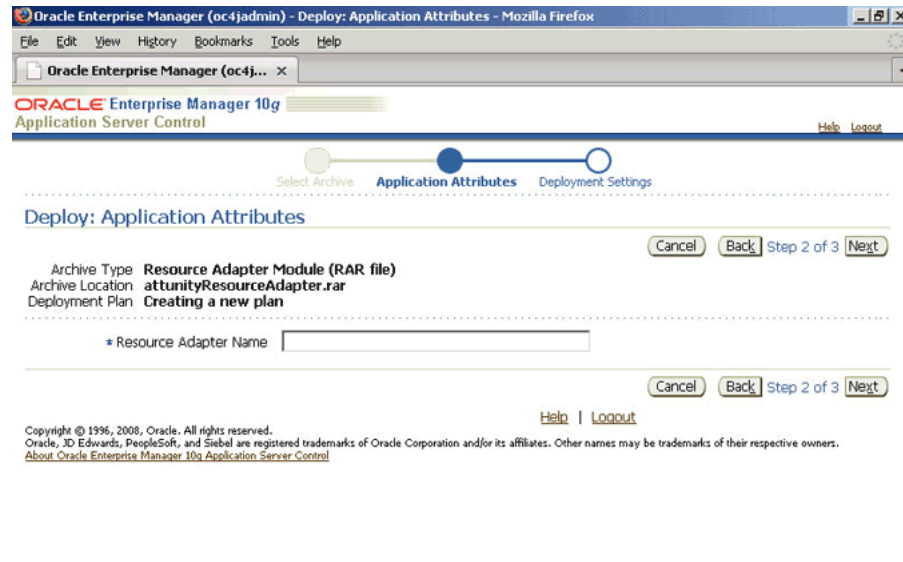 Oracle Enterprise Manager (oc4jadmin) - Deploy: Application Attributes - Mozilla Firefox
File Edit View History Bookmarks Tools Help
Oracle Enterprise Manager (oc4j... ×
ORACLE Enterprise Manager 10g
Application Server Control
Help Logout
Select Archive Application Attributes Deployment Settings
Deploy: Application Attributes
Cancel Back Step 2 of 3 Next
Archive Type Resource Adapter Module (RAR file)
Archive Location attunityResourceAdapter.rar
Deployment Plan Creating a new plan
* Resource Adapter Name
Cancel Back Step 2 of 3 Next
Help | Logout
Copyright © 1996, 2008, Oracle. All rights reserved.
Oracle, JD Edwards, PeopleSoft, and Siebel are registered trademarks of Oracle Corporation and/or its affiliates. Other names may be trademarks of their respective owners.
About Oracle Enterprise Manager 10g Application Server Control